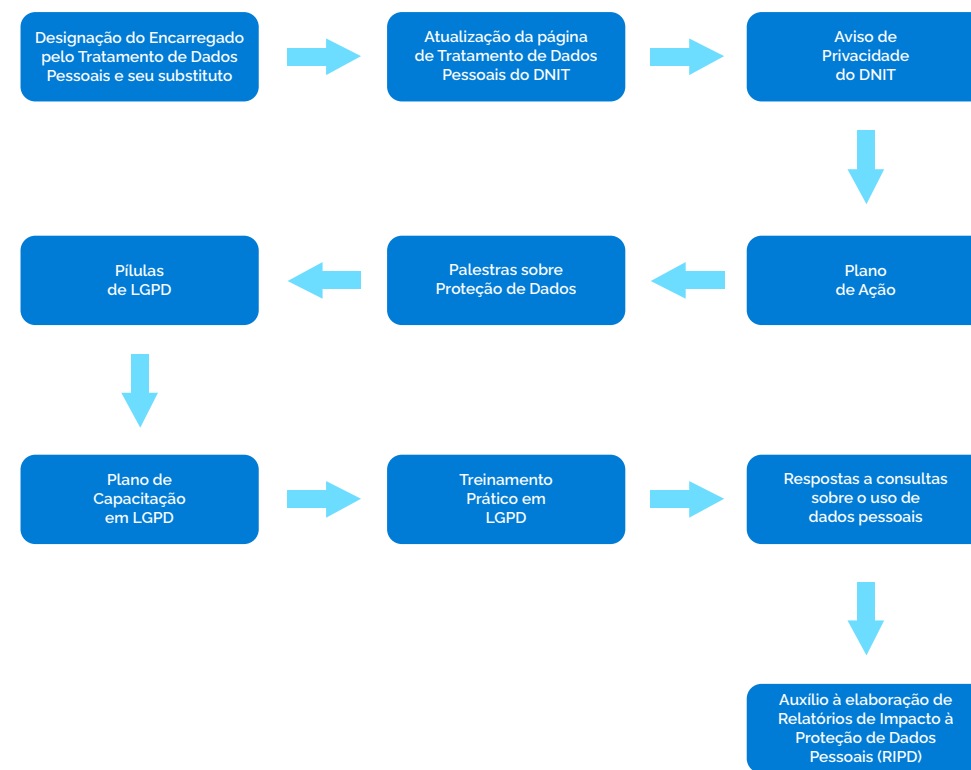 Designação do Encarregado
pelo Tratamento de Dados
Pessoais e seu substituto
Atualização da página
de Tratamento de Dados
Pessoais do DNIT
Aviso de
Privacidade
do DNIT
Plano
de Ação
Palestras sobre
Proteção de Dados
Pílulas
de LGPD
Plano de
Capacitação
em LGPD
Treinamento
Prático em
LGPD
Respostas a consultas
sobre o uso de
dados pessoais
Auxílio à elaboração de
Relatórios de Impacto à
Proteção de Dados
Pessoais (RIPD)